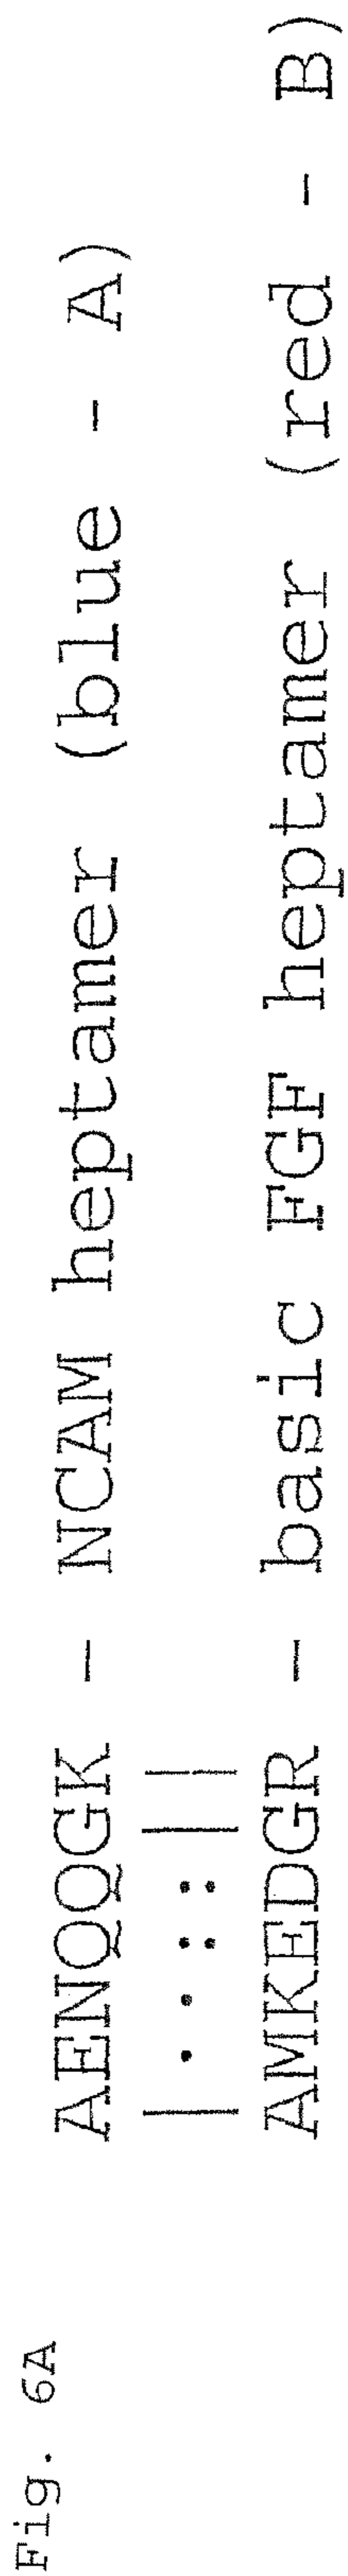 Fig. 6A
AENQQGK - NCAM heptamer (blue - A)
|..::||
AMKEDGR - basic FGF heptamer (red - B)